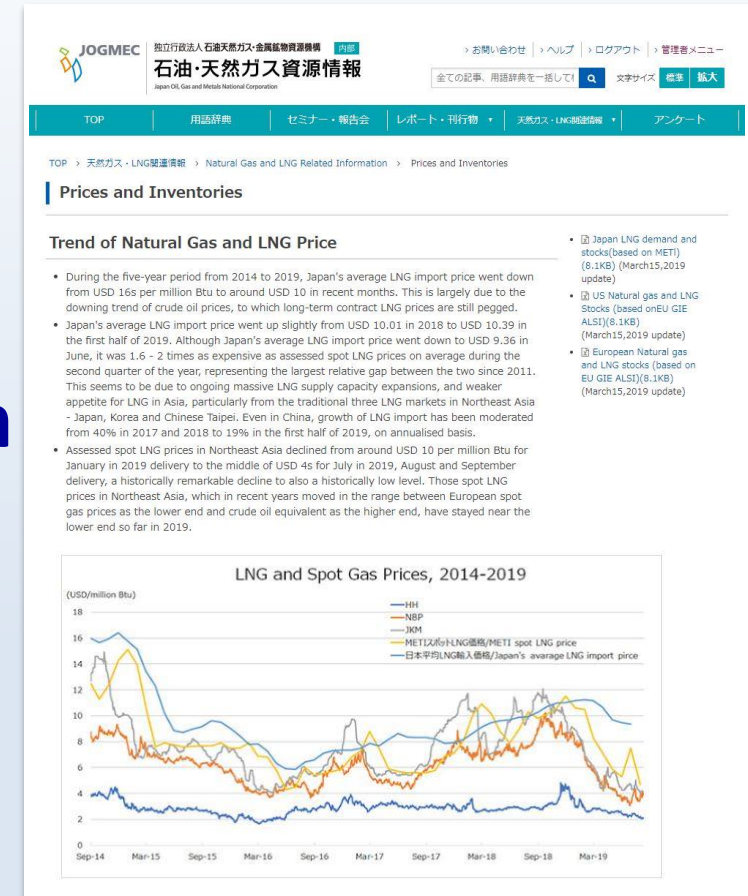 JOGMEC
独立行政法人 石油天然ガス・金属鉱物資源機構 内部
石油・天然ガス資源情報
Japan Oil, Gas and Metals National Corporation
› お問い合わせ | › ヘルプ | › ログアウト | › 管理者メニュー
全ての記事、用語辞典を一括して 文字サイズ 標準 拡大
TOP 用語辞典 セミナー・報告会 レポート・刊行物 ▼ 天然ガス・LNG関連情報 ▼ アンケート
TOP › 天然ガス・LNG関連情報 › Natural Gas and LNG Related Information › Prices and Inventories
Prices and Inventories
Trend of Natural Gas and LNG Price
• During the five-year period from 2014 to 2019, Japan's average LNG import price went down
from USD 16s per million Btu to around USD 10 in recent months. This is largely due to the
downing trend of crude oil prices, to which long-term contract LNG prices are still pegged.
• Japan's average LNG import price went up slightly from USD 10.01 in 2018 to USD 10.39 in
the first half of 2019. Although Japan's average LNG import price went down to USD 9.36 in
June, it was 1.6 - 2 times as expensive as assessed spot LNG prices on average during the
second quarter of the year, representing the largest relative gap between the two since 2011.
This seems to be due to ongoing massive LNG supply capacity expansions, and weaker
appetite for LNG in Asia, particularly from the traditional three LNG markets in Northeast Asia
- Japan, Korea and Chinese Taipei. Even in China, growth of LNG import has been moderated
from 40% in 2017 and 2018 to 19% in the first half of 2019, on annualised basis.
• Assessed spot LNG prices in Northeast Asia declined from around USD 10 per million Btu for
January in 2019 delivery to the middle of USD 4s for July in 2019, August and September
delivery, a historically remarkable decline to also a historically low level. Those spot LNG
prices in Northeast Asia, which in recent years moved in the range between European spot
gas prices as the lower end and crude oil equivalent as the higher end, have stayed near the
lower end so far in 2019.
• Japan LNG demand and
stocks(based on METI)
(8.1KB) (March15,2019
update)
• US Natural gas and LNG
Stocks (based onEU GIE
ALSI)(8.1KB)
(March15,2019 update)
• European Natural gas
and LNG stocks (based on
EU GIE ALSI)(8.1KB)
(March15,2019 update)
LNG and Spot Gas Prices, 2014-2019
(USD/million Btu)
HH
NBP
JKM
METIスポットLNG価格/METI spot LNG price
日本平均LNG輸入価格/Japan's avarage LNG import pirce
18
16
14
12
10
8
6
4
2
0
Sep-14 Mar-15 Sep-15 Mar-16 Sep-16 Mar-17 Sep-17 Mar-18 Sep-18 Mar-19